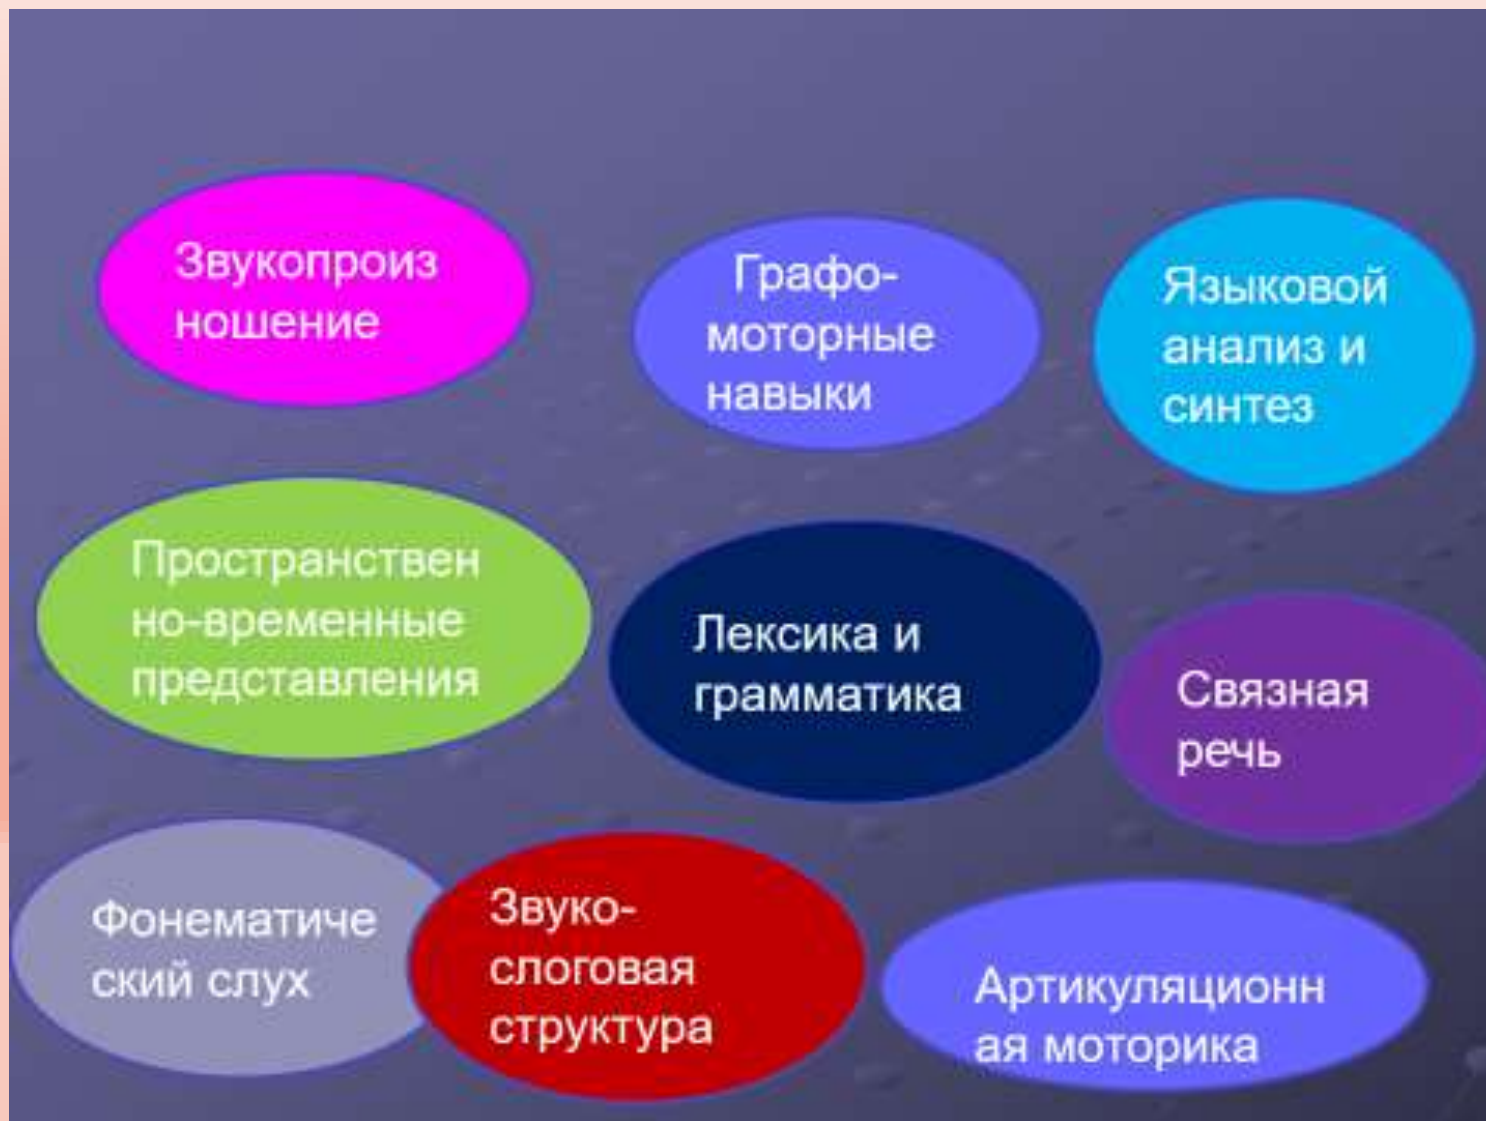 Звукопроиз
ношение
Графо-
моторные
навыки
Языковой
анализ и
синтез
Пространствен
но-временные
представления
Лексика и
грамматика
Связная
речь
Фонематиче
ский слух
Звуко-
слоговая
структура
Артикуляционн
ая моторика